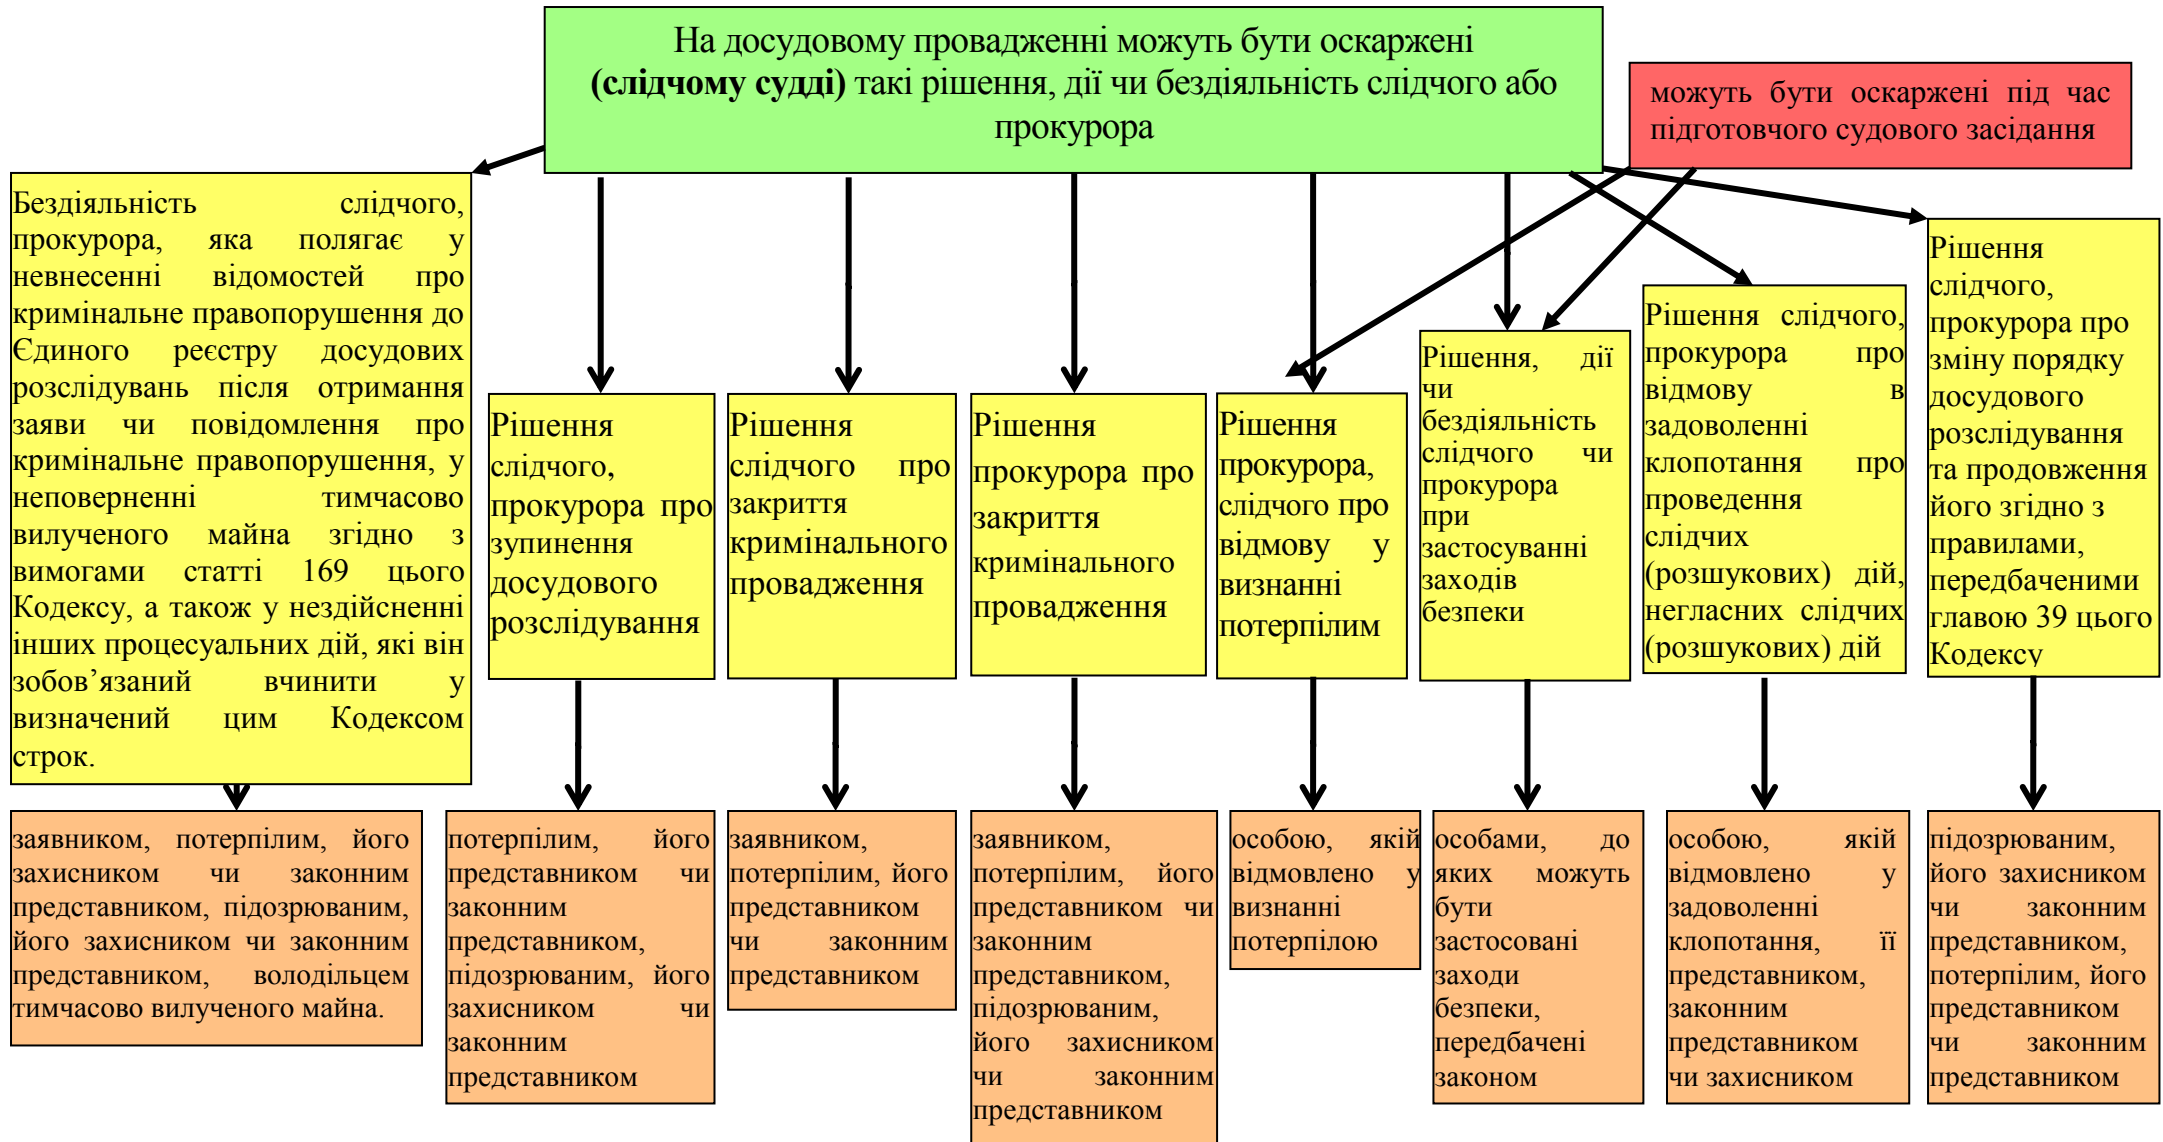 На досудовому провадженні можуть бути оскаржені
(слідчому судді) такі рішення, дії чи бездіяльність слідчого або
прокурора
можуть бути оскаржені під час
підготовчого судового засідання
Бездіяльність слідчого,
прокурора, яка полягає у
невнесенні відомостей про
кримінальне правопорушення до
Єдиного реєстру досудових
розслідувань після отримання
заяви чи повідомлення про
кримінальне правопорушення, у
неповерненні тимчасово
вилученого майна згідно з
вимогами статті 169 цього
Кодексу, а також у нездійсненні
інших процесуальних дій, які він
зобов’язаний вчинити у
визначений цим Кодексом
строк.
Рішення
слідчого,
прокурора про
зупинення
досудового
розслідування
Рішення
слідчого про
закриття
кримінального
провадження
Рішення
прокурора про
закриття
кримінального
провадження
Рішення
прокурора,
слідчого про
відмову у
визнанні
потерпілим
Рішення, дії
чи
бездіяльність
слідчого чи
прокурора
при
застосуванні
заходів
безпеки
Рішення слідчого,
прокурора про
відмову в
задоволенні
клопотання про
проведення
слідчих
(розшукових) дій,
негласних слідчих
(розшукових) дій
Рішення
слідчого,
прокурора про
зміну порядку
досудового
розслідування
та продовження
його згідно з
правилами,
передбаченими
главою 39 цього
Кодексу
заявником, потерпілим, його
захисником чи законним
представником, підозрюваним,
його захисником чи законним
представником, володільцем
тимчасово вилученого майна.
потерпілим, його
представником чи
законним
представником,
підозрюваним, його
захисником чи
законним
представником
заявником,
потерпілим, його
представником
чи законним
представником
заявником,
потерпілим, його
представником чи
законним
представником,
підозрюваним,
його захисником
чи законним
представником
особою, якій
відмовлено у
визнанні
потерпілою
особами, до
яких можуть
бути
застосовані
заходи
безпеки,
передбачені
законом
особою, якій
відмовлено у
задоволенні
клопотання, її
представником,
законним
представником
чи захисником
підозрюваним,
його захисником
чи законним
представником,
потерпілим, його
представником
чи законним
представником